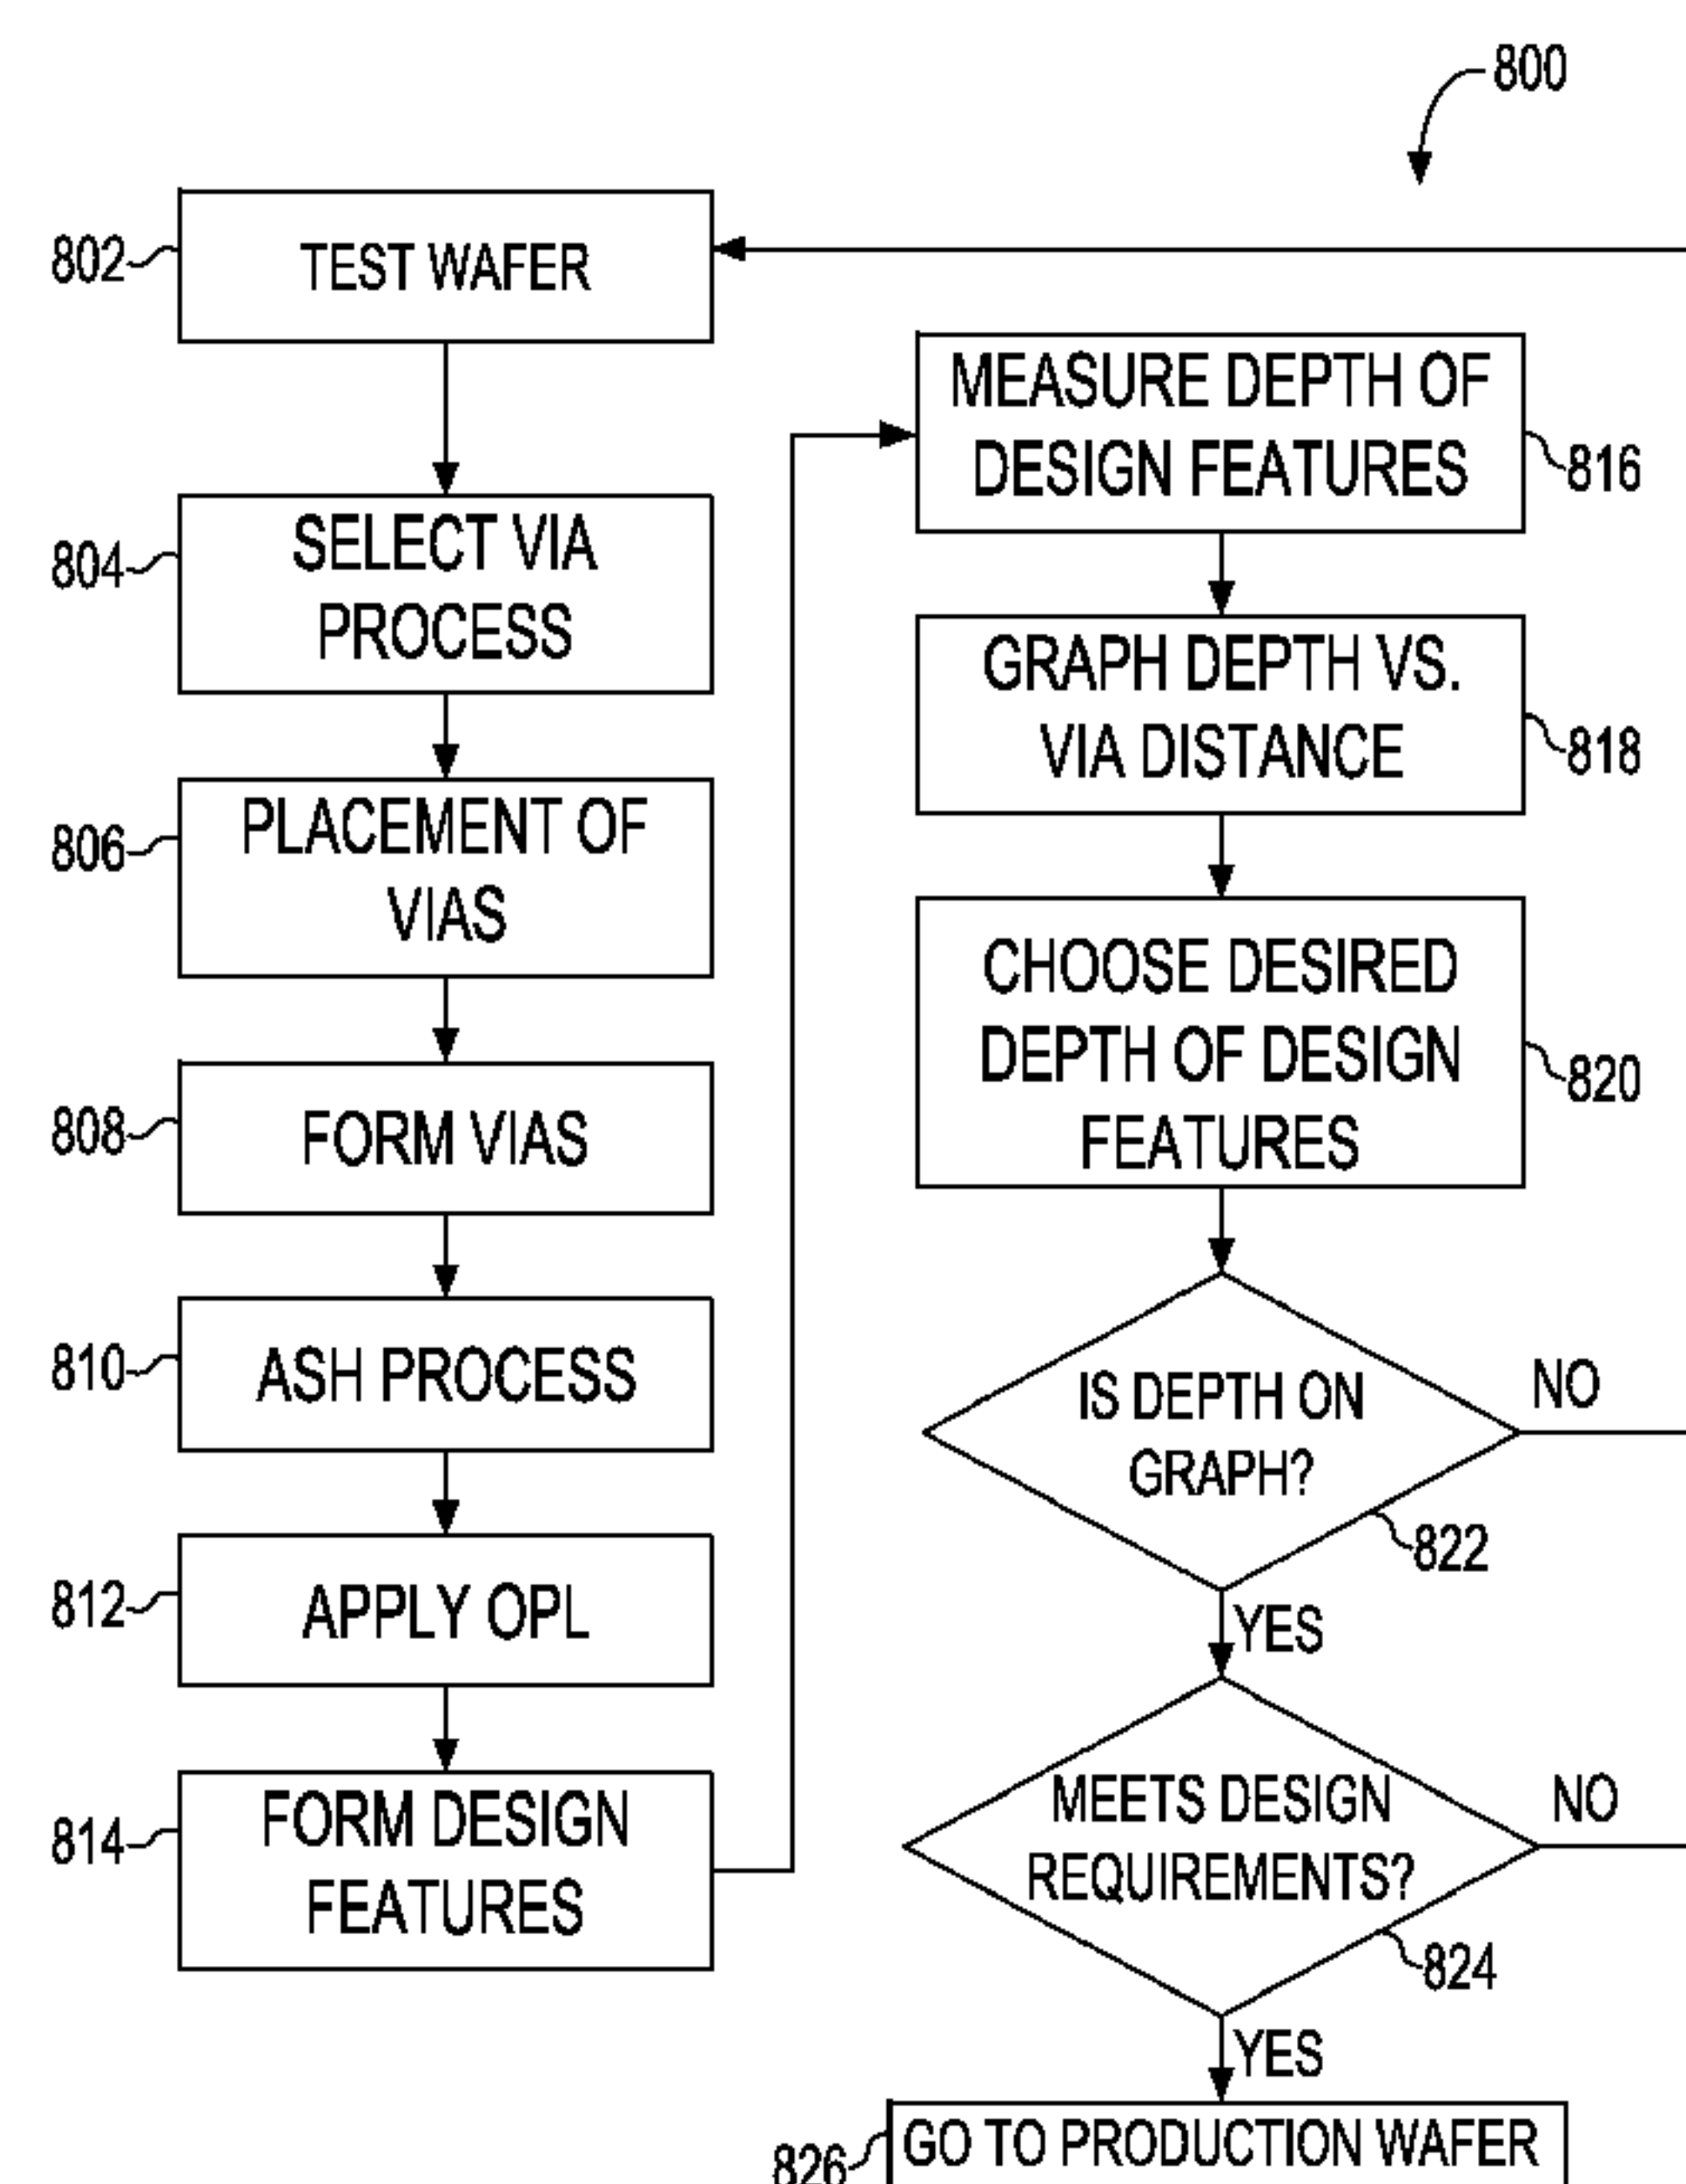 800
802
TEST WAFER
804
SELECT VIA
PROCESS
806
PLACEMENT OF
VIAS
808
FORM VIAS
810
ASH PROCESS
812
APPLY OPL
814
FORM DESIGN
FEATURES
MEASURE DEPTH OF
DESIGN FEATURES
816
GRAPH DEPTH VS.
VIA DISTANCE
818
CHOOSE DESIRED
DEPTH OF DESIGN
FEATURES
820
IS DEPTH ON
GRAPH?
NO
822
YES
MEETS DESIGN
REQUIREMENTS?
NO
824
YES
826
GO TO PRODUCTION WAFER